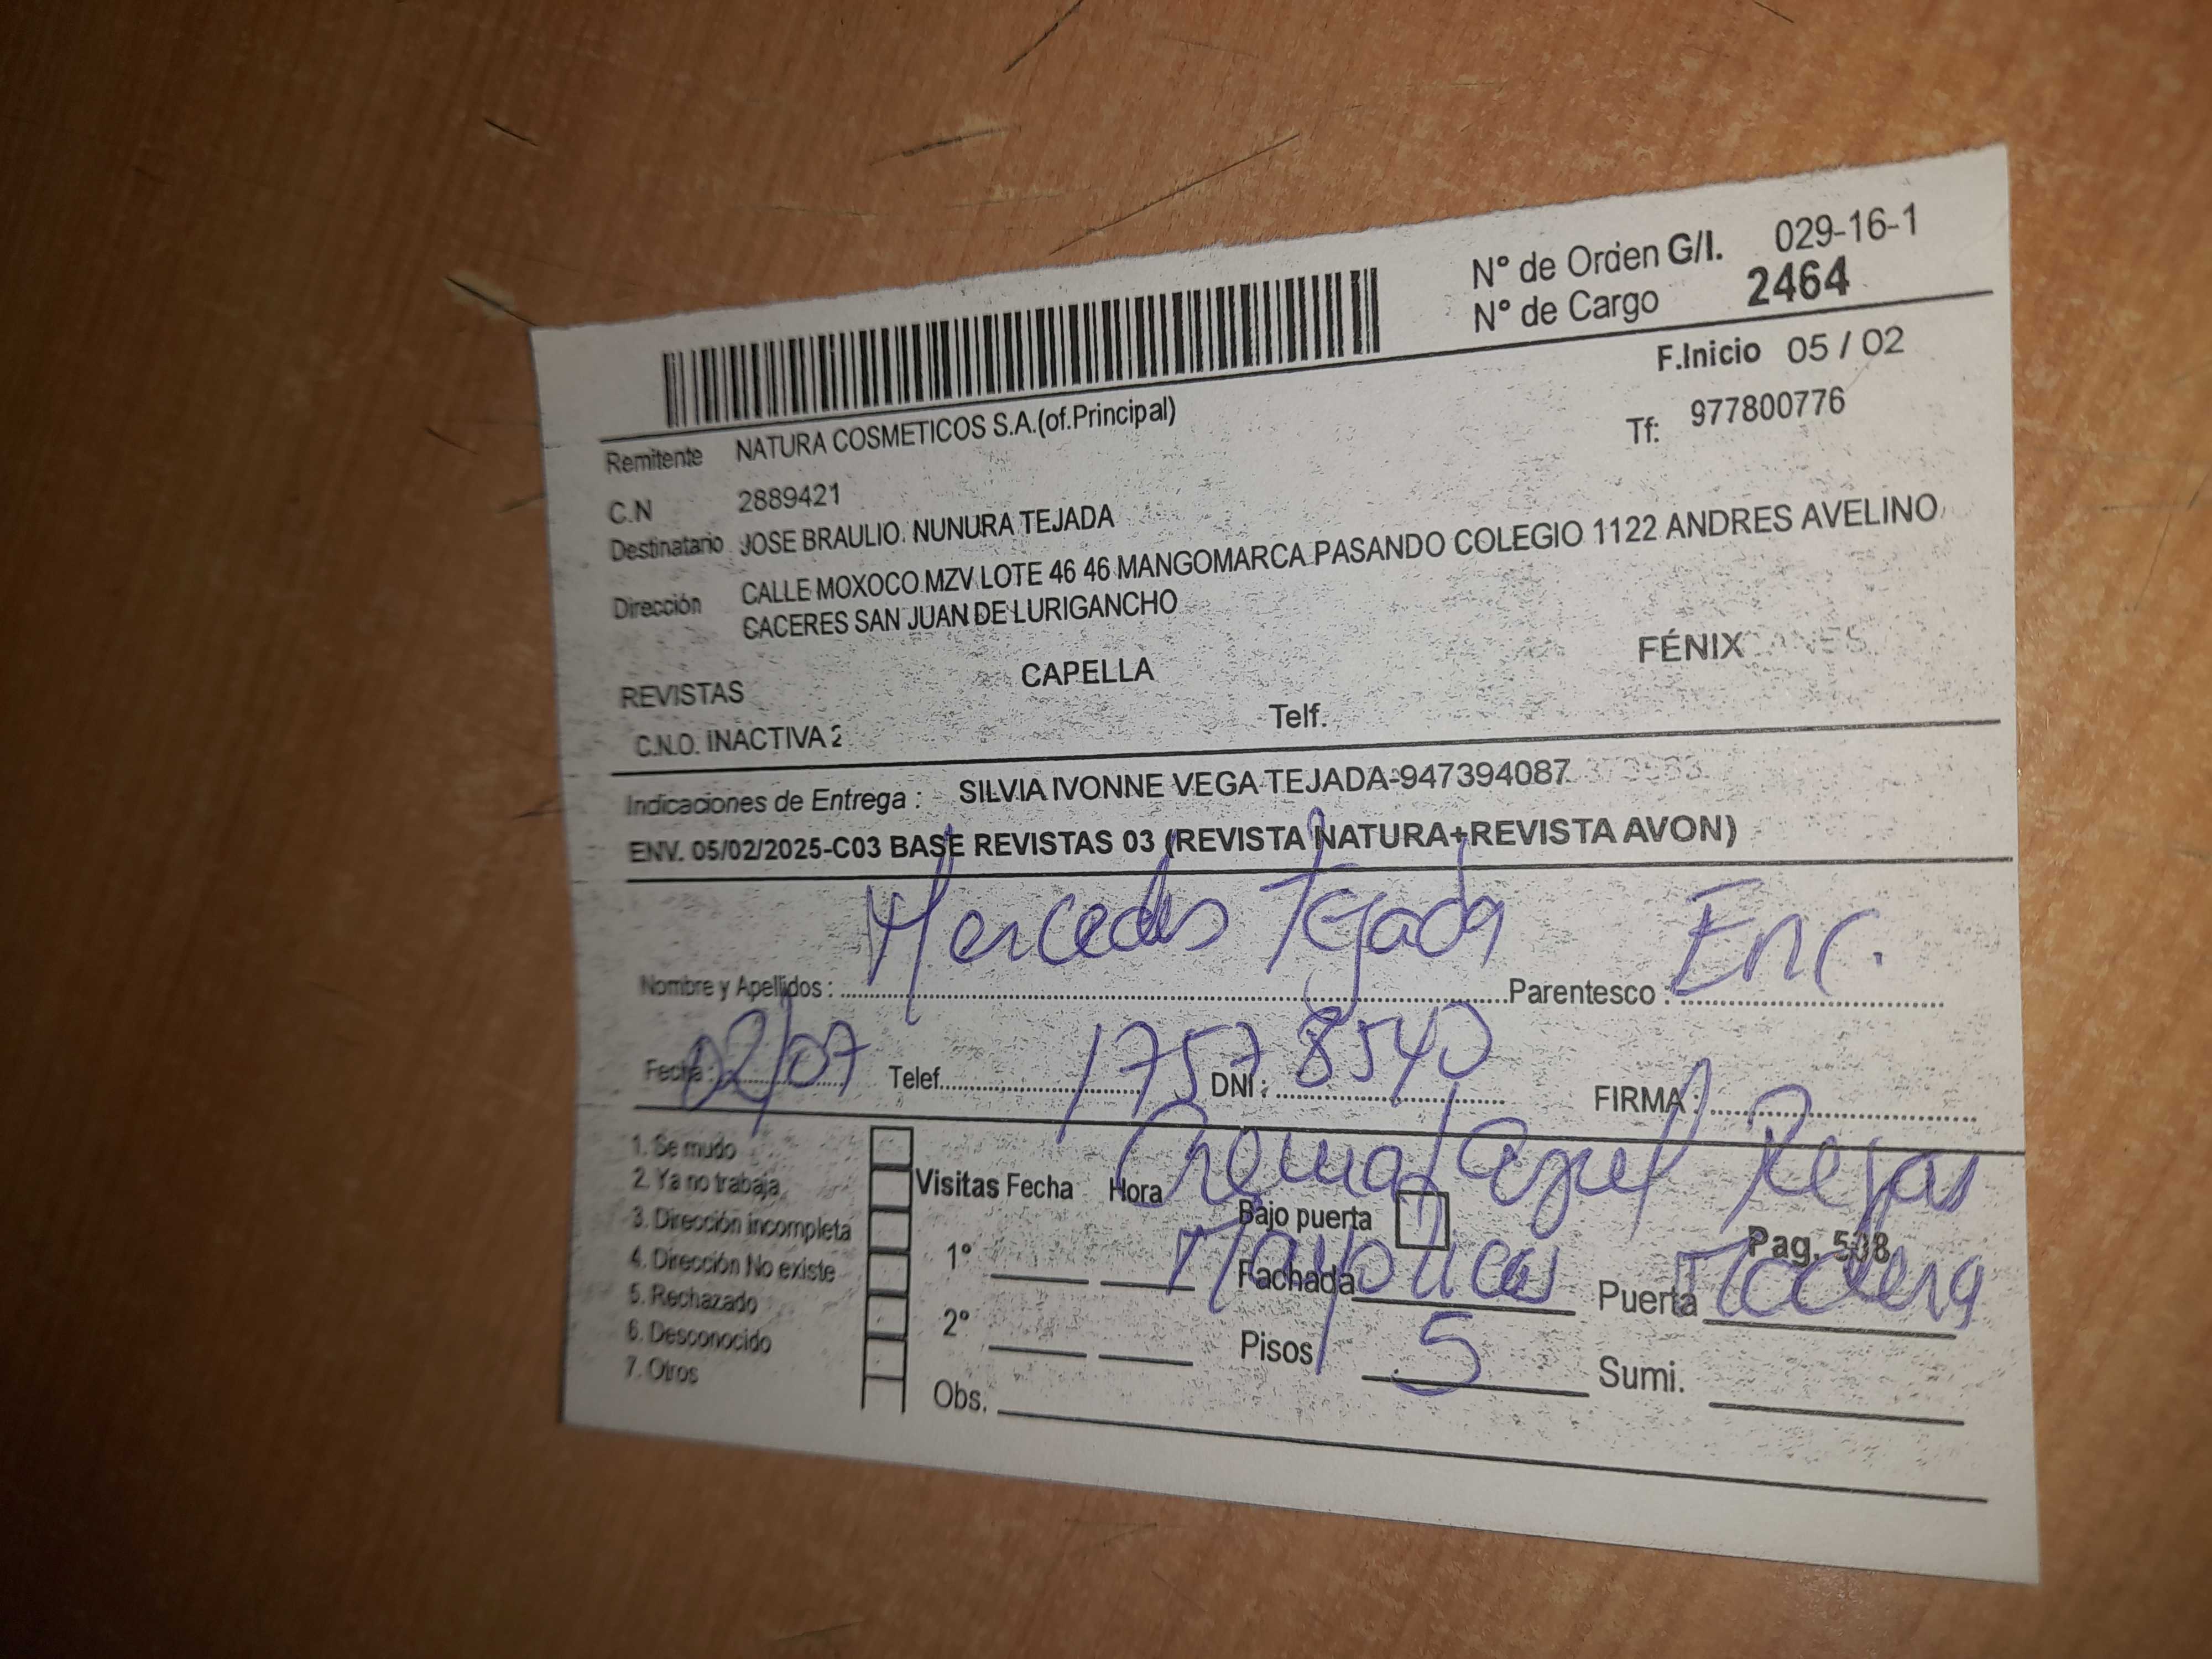 N° de Orden G/I. 029-16-1
N° de Cargo 2464
F.Inicio 05 / 02
Remitente NATURA COSMETICOS S.A.(of.Principal)
Tf: 977800776
C.N 2889421
Destinatario JOSE BRAULIO. NUNURA TEJADA
Dirección CALLE MOXOCO MZV LOTE 46 46 MANGOMARCA PASANDO COLEGIO 1122 ANDRES AVELINO
CACERES SAN JUAN DE LURIGANCHO
REVISTAS CAPELLA FÉNIX
C.N.O. INACTIVA 2 Telf.
Indicaciones de Entrega : SILVIA IVONNE VEGA TEJADA-947394087
ENV. 05/02/2025-C03 BASE REVISTAS 03 (REVISTA NATURA+REVISTA AVON)
Nombre y Apellidos : Mercedes Tejada Parentesco : Enc.
Fecha : 02/07 Telef. DNI : 17578540 FIRMA :
Crema/Azul Rejas
1. Se mudo
2. Ya no trabaja
3. Dirección incompleta
4. Dirección No existe
5. Rechazado
6. Desconocido
7. Otros
Visitas Fecha Hora
1°
2°
Obs.
Bajo puerta
Pag. 508
Fachada Mayolicas Puerta Madera
Pisos 5 Sumi.